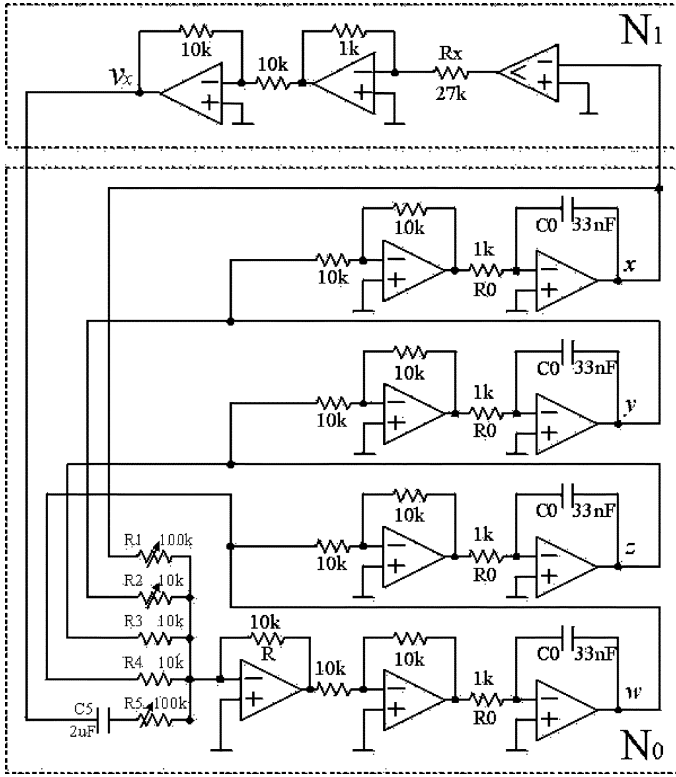 N1
10k 1k
vx 10k Rx
27k
C0 33nF
10k 1k x
10k R0
C0 33nF
10k 1k y
10k R0
C0 33nF
10k 1k z
10k R0
R1 100k
R2 10k
R3 10k
R4 10k
C5 R5 100k
2uF
10k
R
10k
10k 1k C0 33nF
R0 w
N0